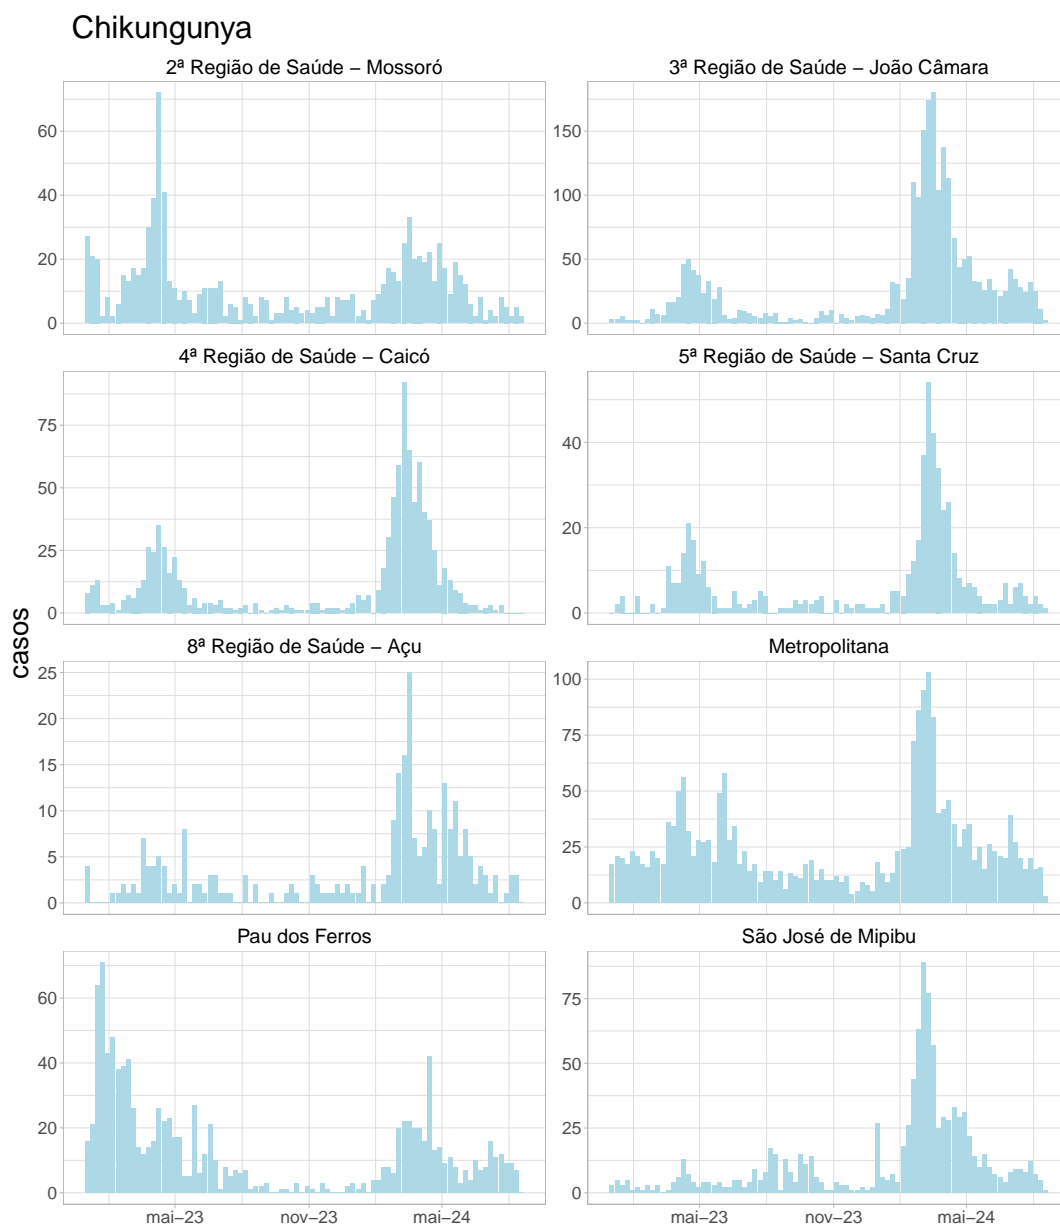 Chikungunya
2ª Região de Saúde – Mossoró
3ª Região de Saúde – João Câmara
60
40
20
0
150
100
50
0
4ª Região de Saúde – Caicó
5ª Região de Saúde – Santa Cruz
75
50
25
0
40
20
0
casos
8ª Região de Saúde – Açu
Metropolitana
25
20
15
10
5
0
100
75
50
25
0
Pau dos Ferros
São José de Mipibu
60
40
20
0
75
50
25
0
mai–23 nov–23 mai–24
mai–23 nov–23 mai–24